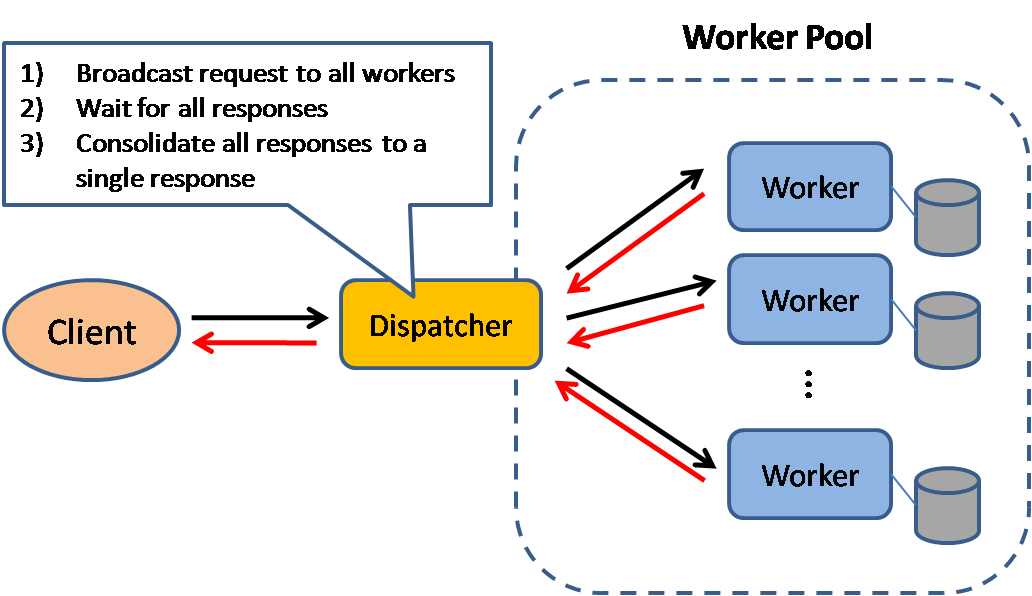 Worker Pool
1) Broadcast request to all workers
2) Wait for all responses
3) Consolidate all responses to a
single response
Worker
Client
Dispatcher
Worker
Worker